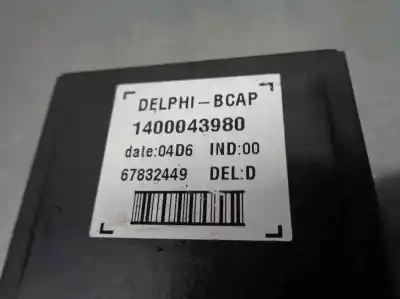 DELPHI-BCAP
1400043980
date:04D6 IND:00
67832449 DEL:D